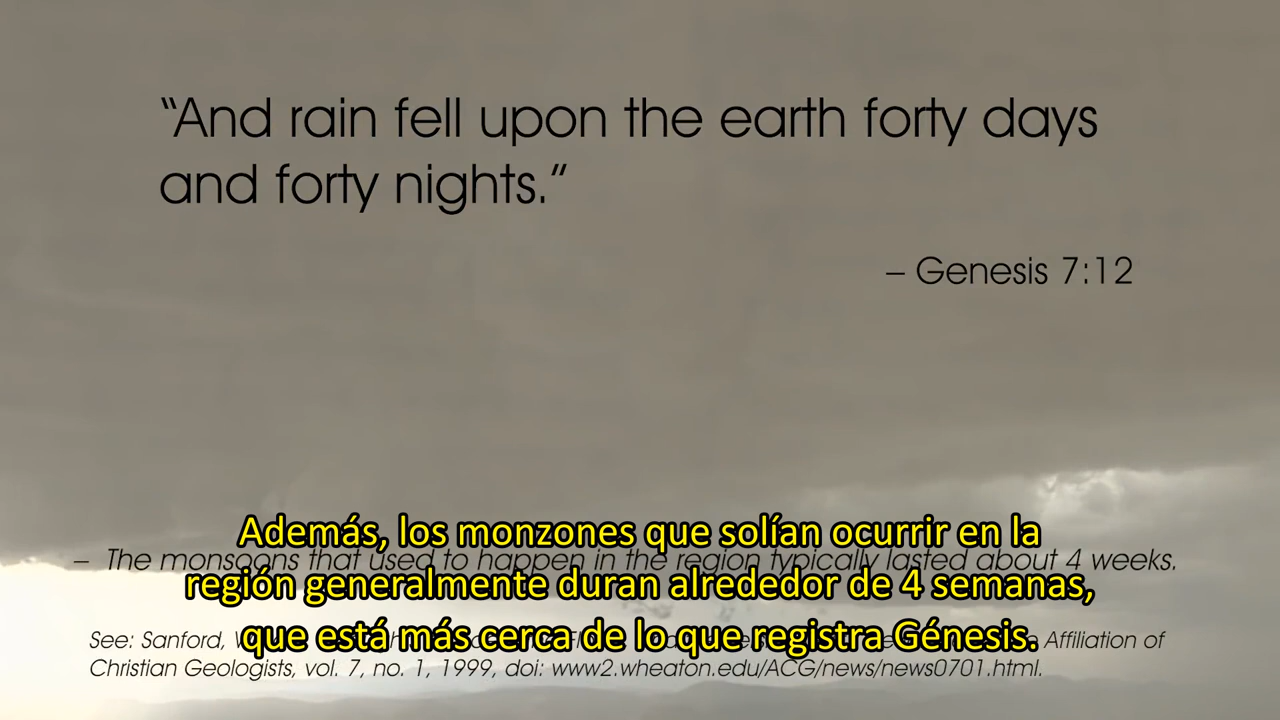 “And rain fell upon the earth forty days
and forty nights.”
– Genesis 7:12
Además, los monzones que solían ocurrir en la
– The monsoons that used to happen in the region typically lasted about 4 weeks.
región generalmente duran alrededor de 4 semanas,
que está más cerca de lo que registra Génesis.
See: Sanford, Affiliation of
Christian Geologists, vol. 7, no. 1, 1999, doi: www2.wheaton.edu/ACG/news/news0701.html.